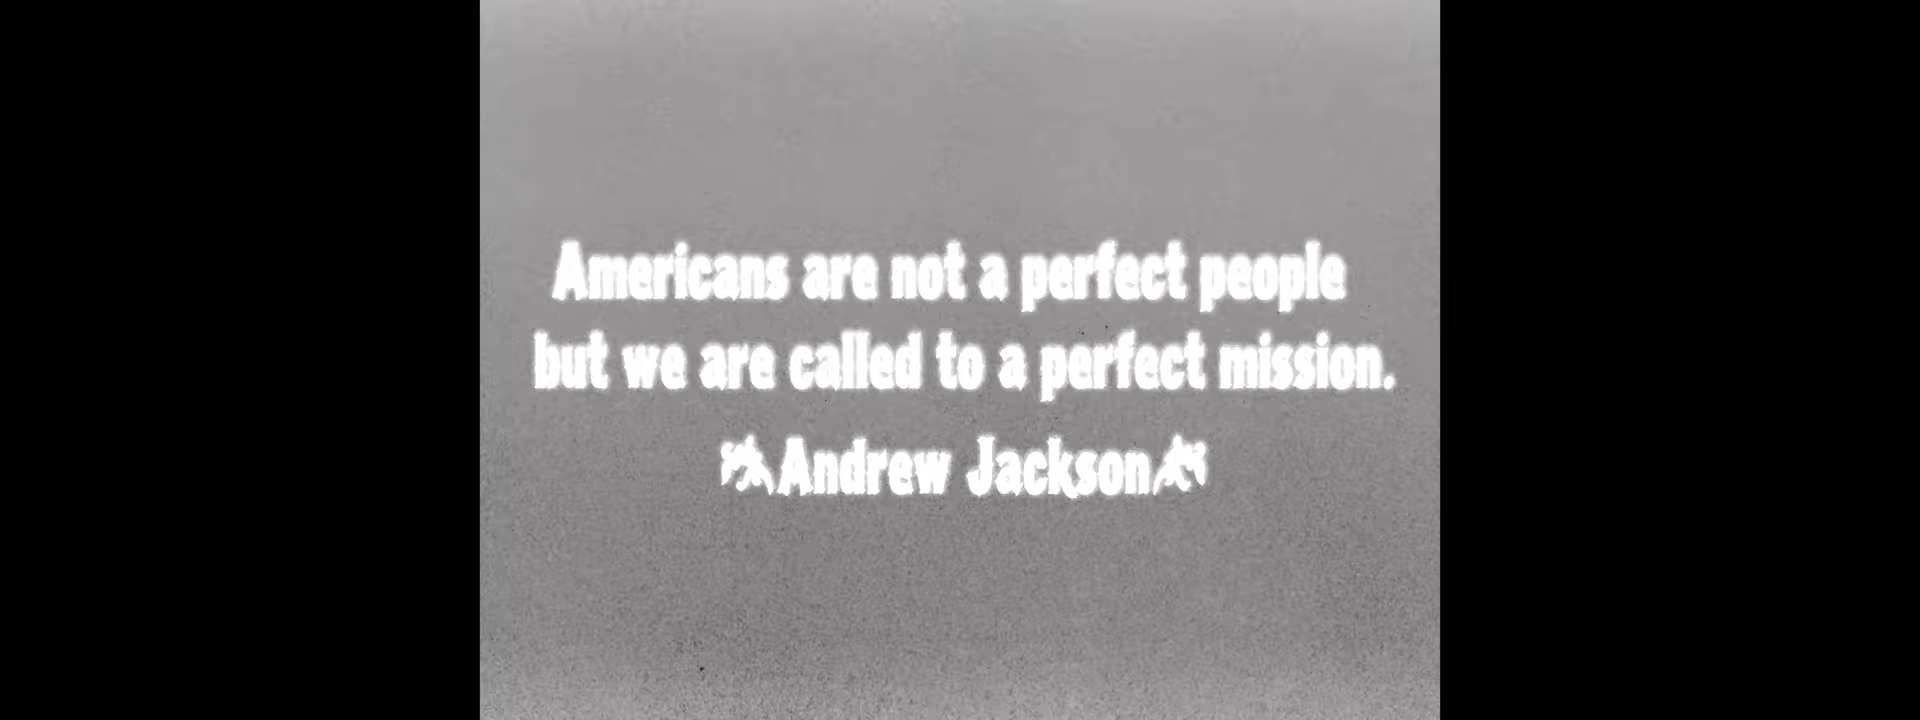 Americans are not a perfect people
but we are called to a perfect mission.
Andrew Jackson